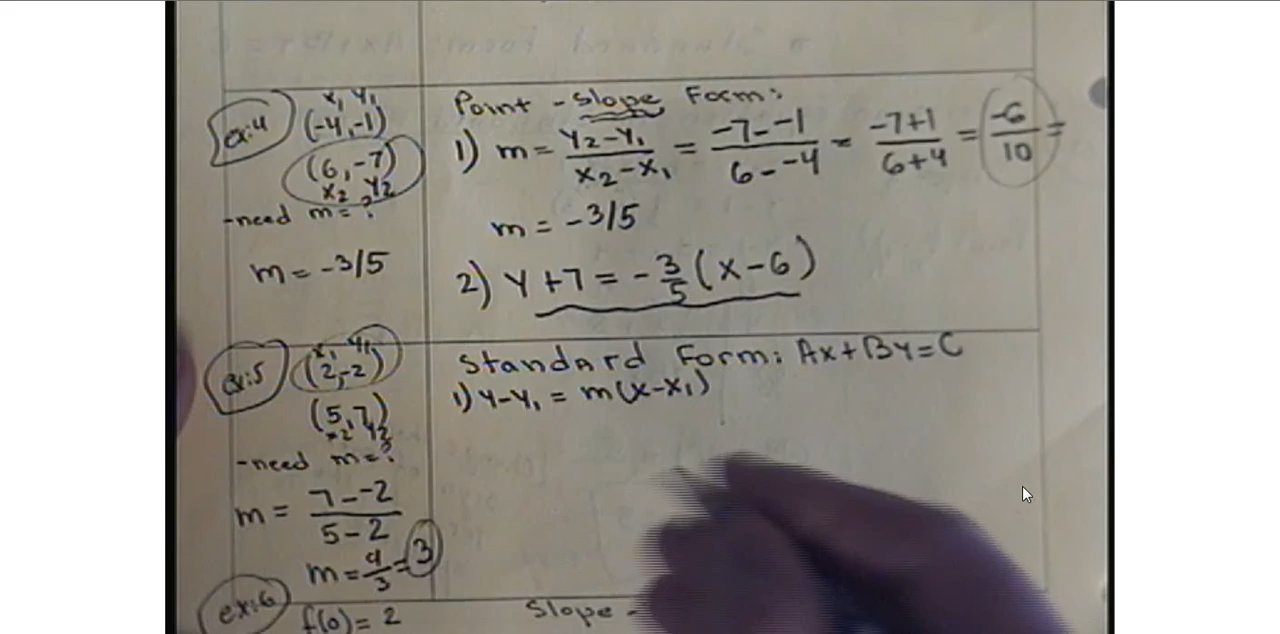 ex:4
x₁ y₁
(-4,-1)
(6,-7)
x₂ y₂
-need m=?
m = -3/5
Point-slope Form:
1) m = y₂-y₁/x₂-x₁ = -7--1/6--4 = -7+1/6+4 = -6/10 =
m = -3/5
2) y+7 = -3/5(x-6)
ex:5
x₁ y₁
(2,-2)
(5,7)
x₂ y₂
-need m=?
m = 7--2/5-2
m = 9/3 = 3
Standard Form: Ax+By=C
1) y-y₁ = m(x-x₁)
ex:6
f(0)=2
Slope -